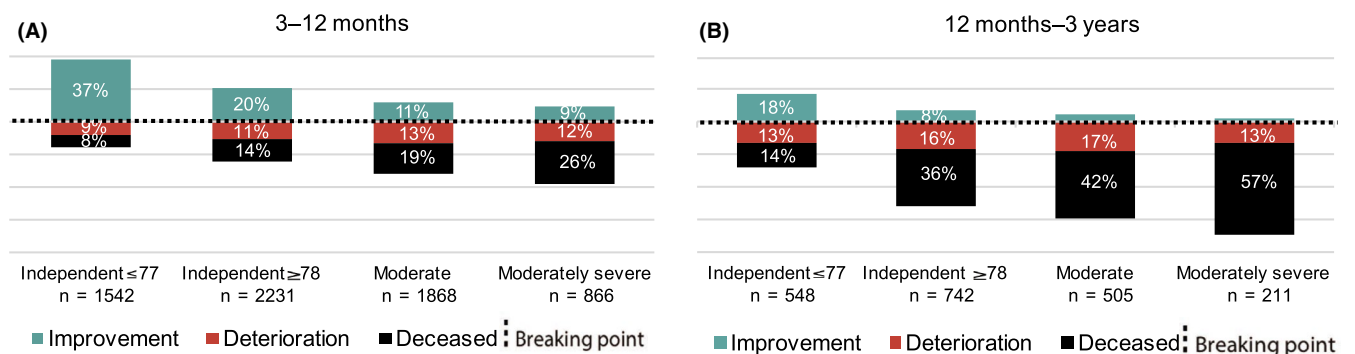 (A)
3–12 months
37%
20%
11%
9%
9%
11%
13%
12%
8%
14%
19%
26%
Independent ≤77
Independent ≥78
Moderate
Moderately severe
n = 1542
n = 2231
n = 1868
n = 866
Improvement
Deterioration
Deceased
Breaking point
(B)
12 months–3 years
18%
8%
13%
16%
17%
13%
14%
36%
42%
57%
Independent ≤77
Independent ≥78
Moderate
Moderately severe
n = 548
n = 742
n = 505
n = 211
Improvement
Deterioration
Deceased
Breaking point